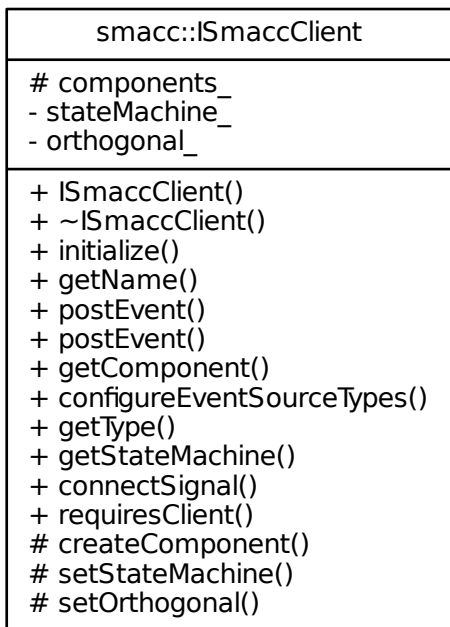 smacc::ISmaccClient
# components_
- stateMachine_
- orthogonal_
+ ISmaccClient()
+ ~ISmaccClient()
+ initialize()
+ getName()
+ postEvent()
+ postEvent()
+ getComponent()
+ configureEventSourceTypes()
+ getType()
+ getStateMachine()
+ connectSignal()
+ requiresClient()
# createComponent()
# setStateMachine()
# setOrthogonal()